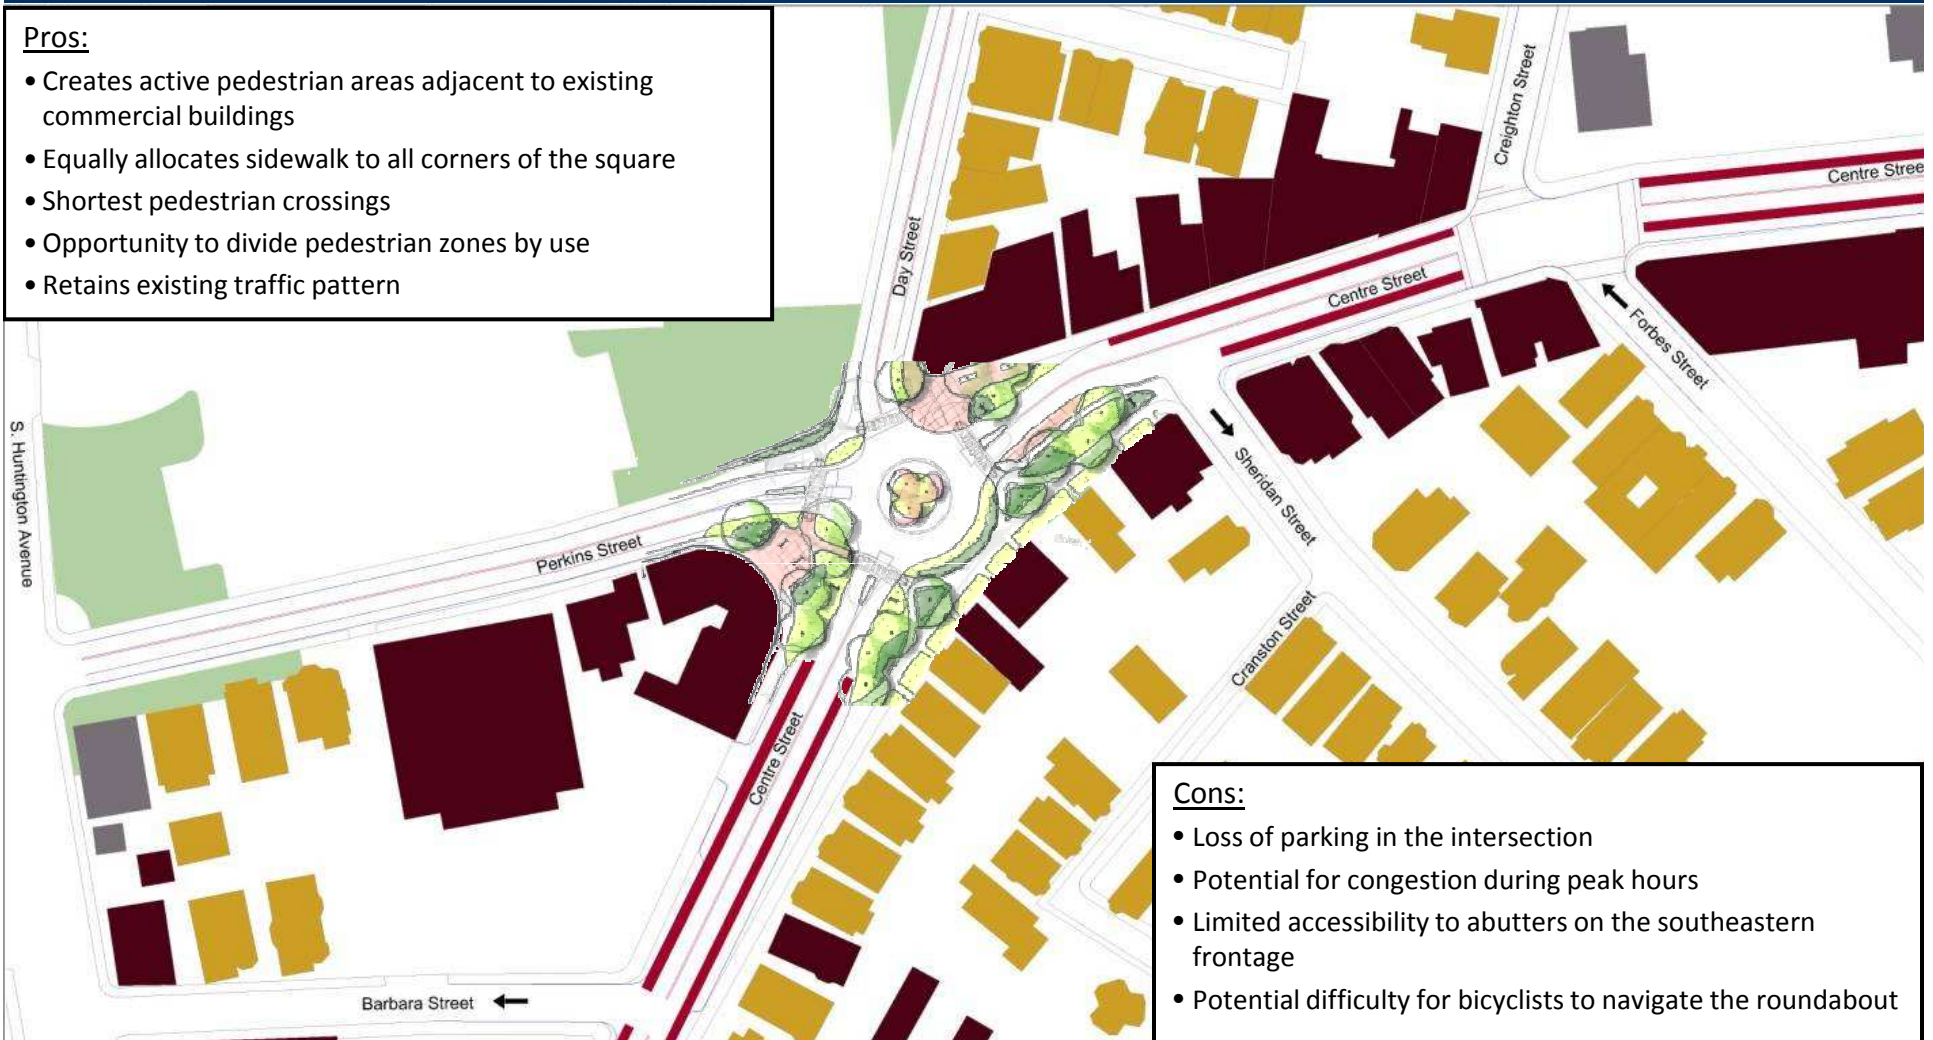 Pros:
• Creates active pedestrian areas adjacent to existing
commercial buildings
• Equally allocates sidewalk to all corners of the square
• Shortest pedestrian crossings
• Opportunity to divide pedestrian zones by use
• Retains existing traffic pattern
Creighton Street
Centre Stree
Day Street
Centre Street
Forbes Street
S. Huntington Avenue
Sheridan Street
Perkins Street
Cranston Street
Centre Street
Barbara Street
Cons:
• Loss of parking in the intersection
• Potential for congestion during peak hours
• Limited accessibility to abutters on the southeastern
frontage
• Potential difficulty for bicyclists to navigate the roundabout